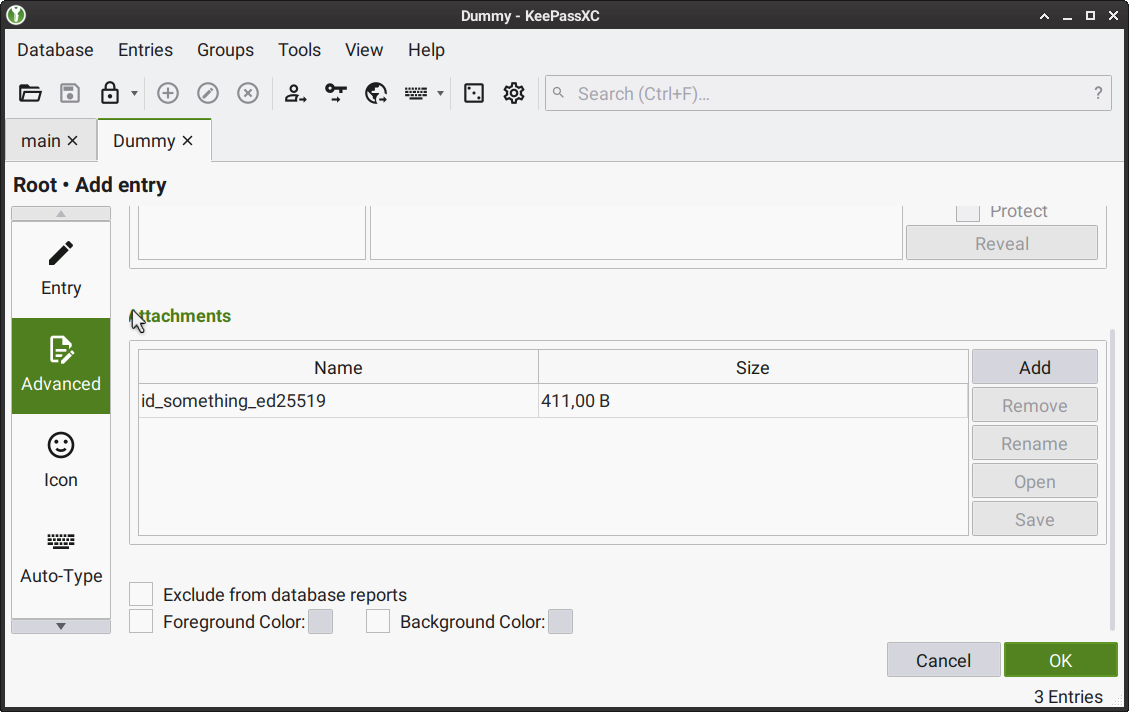 Dummy - KeePassXC
Database Entries Groups Tools View Help
Search (Ctrl+F)... ?
main Dummy
Root • Add entry
Protect
Reveal
Entry
Attachments
Name Size Add
Advanced
id_something_ed25519 411,00 B Remove
Rename
Icon
Open
Save
Auto-Type
Exclude from database reports
Foreground Color: Background Color:
Cancel OK
3 Entries